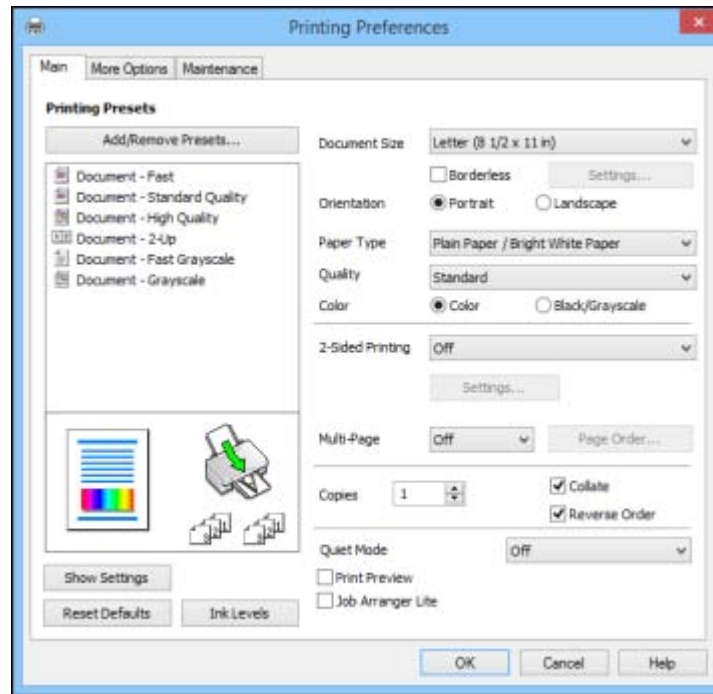 Printing Preferences
Main More Options Maintenance
Printing Presets
Add/Remove Presets...
Document - Fast
Document - Standard Quality
Document - High Quality
Document - 2-Up
Document - Fast Grayscale
Document - Grayscale
Show Settings
Reset Defaults Ink Levels
Document Size Letter (8 1/2 x 11 in)
Borderless Settings...
Orientation Portrait Landscape
Paper Type Plain Paper / Bright White Paper
Quality Standard
Color Color Black/Grayscale
2-Sided Printing Off
Settings...
Multi-Page Off Page Order...
Copies 1 Collate
Reverse Order
Quiet Mode Off
Print Preview
Job Arranger Lite
OK Cancel Help